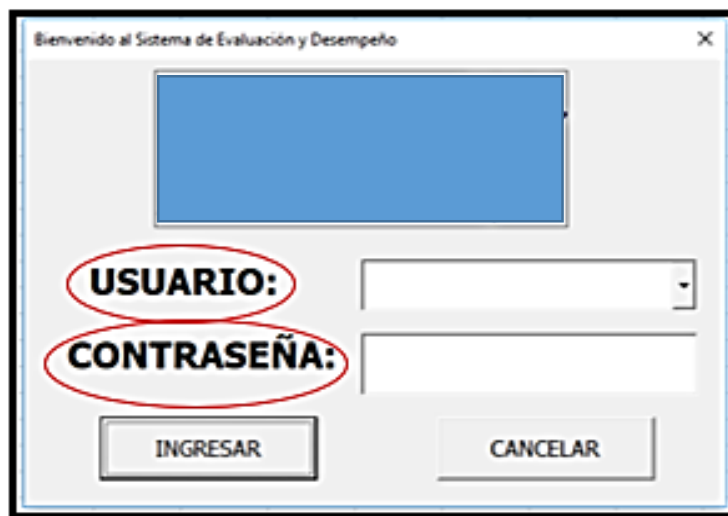 Bienvenido al Sistema de Evaluación y Desempeño
USUARIO:
CONTRASEÑA:
INGRESAR CANCELAR